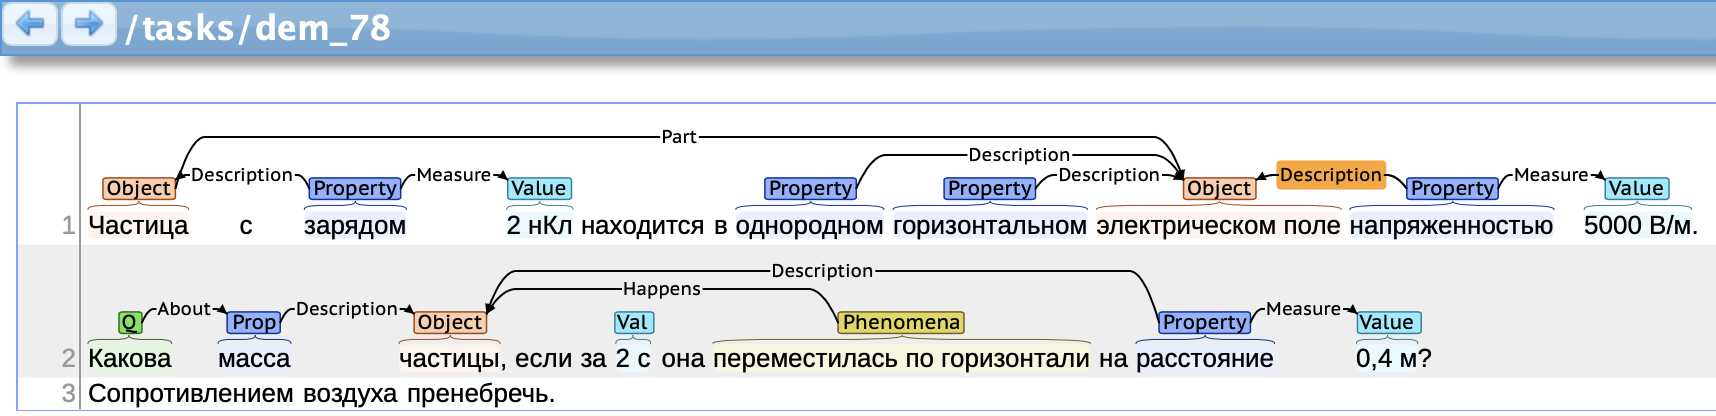 /tasks/dem_78
Part
Description
Description Measure Description Description Measure
Object Property Value Property Property Object Property Value
1 Частица с зарядом 2 нКл находится в однородном горизонтальном электрическом поле напряженностью 5000 В/м.
Description
Happens
About Description Measure
Q Prop Object Val Phenomena Property Value
2 Какова масса частицы, если за 2 с она переместилась по горизонтали на расстояние 0,4 м?
3 Сопротивлением воздуха пренебречь.